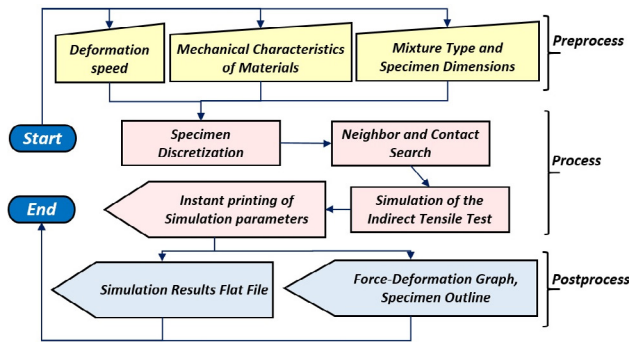 Preprocess
Deformation
speed
Mechanical Characteristics
of Materials
Mixture Type and
Specimen Dimensions
Start
Specimen
Discretization
Neighbor and Contact
Search
Process
End
Instant printing of
Simulation parameters
Simulation of the
Indirect Tensile Test
Simulation Results Flat File
Force-Deformation Graph,
Specimen Outline
Postprocess